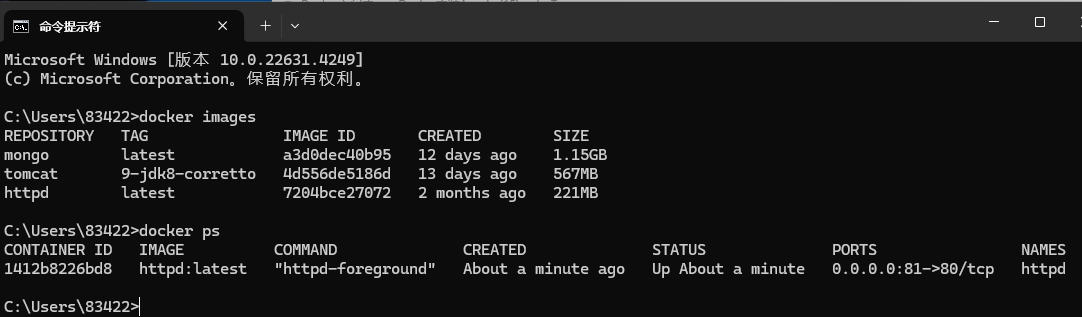 命令提示符
Microsoft Windows [版本 10.0.22631.4249]
(c) Microsoft Corporation。保留所有权利。
C:\Users\83422>docker images
REPOSITORY TAG IMAGE ID CREATED SIZE
mongo latest a3d0dec40b95 12 days ago 1.15GB
tomcat 9-jdk8-corretto 4d556de5186d 13 days ago 567MB
httpd latest 7204bce27072 2 months ago 221MB
C:\Users\83422>docker ps
CONTAINER ID IMAGE COMMAND CREATED STATUS PORTS NAMES
1412b8226bd8 httpd:latest "httpd-foreground" About a minute ago Up About a minute 0.0.0.0:81->80/tcp httpd
C:\Users\83422>